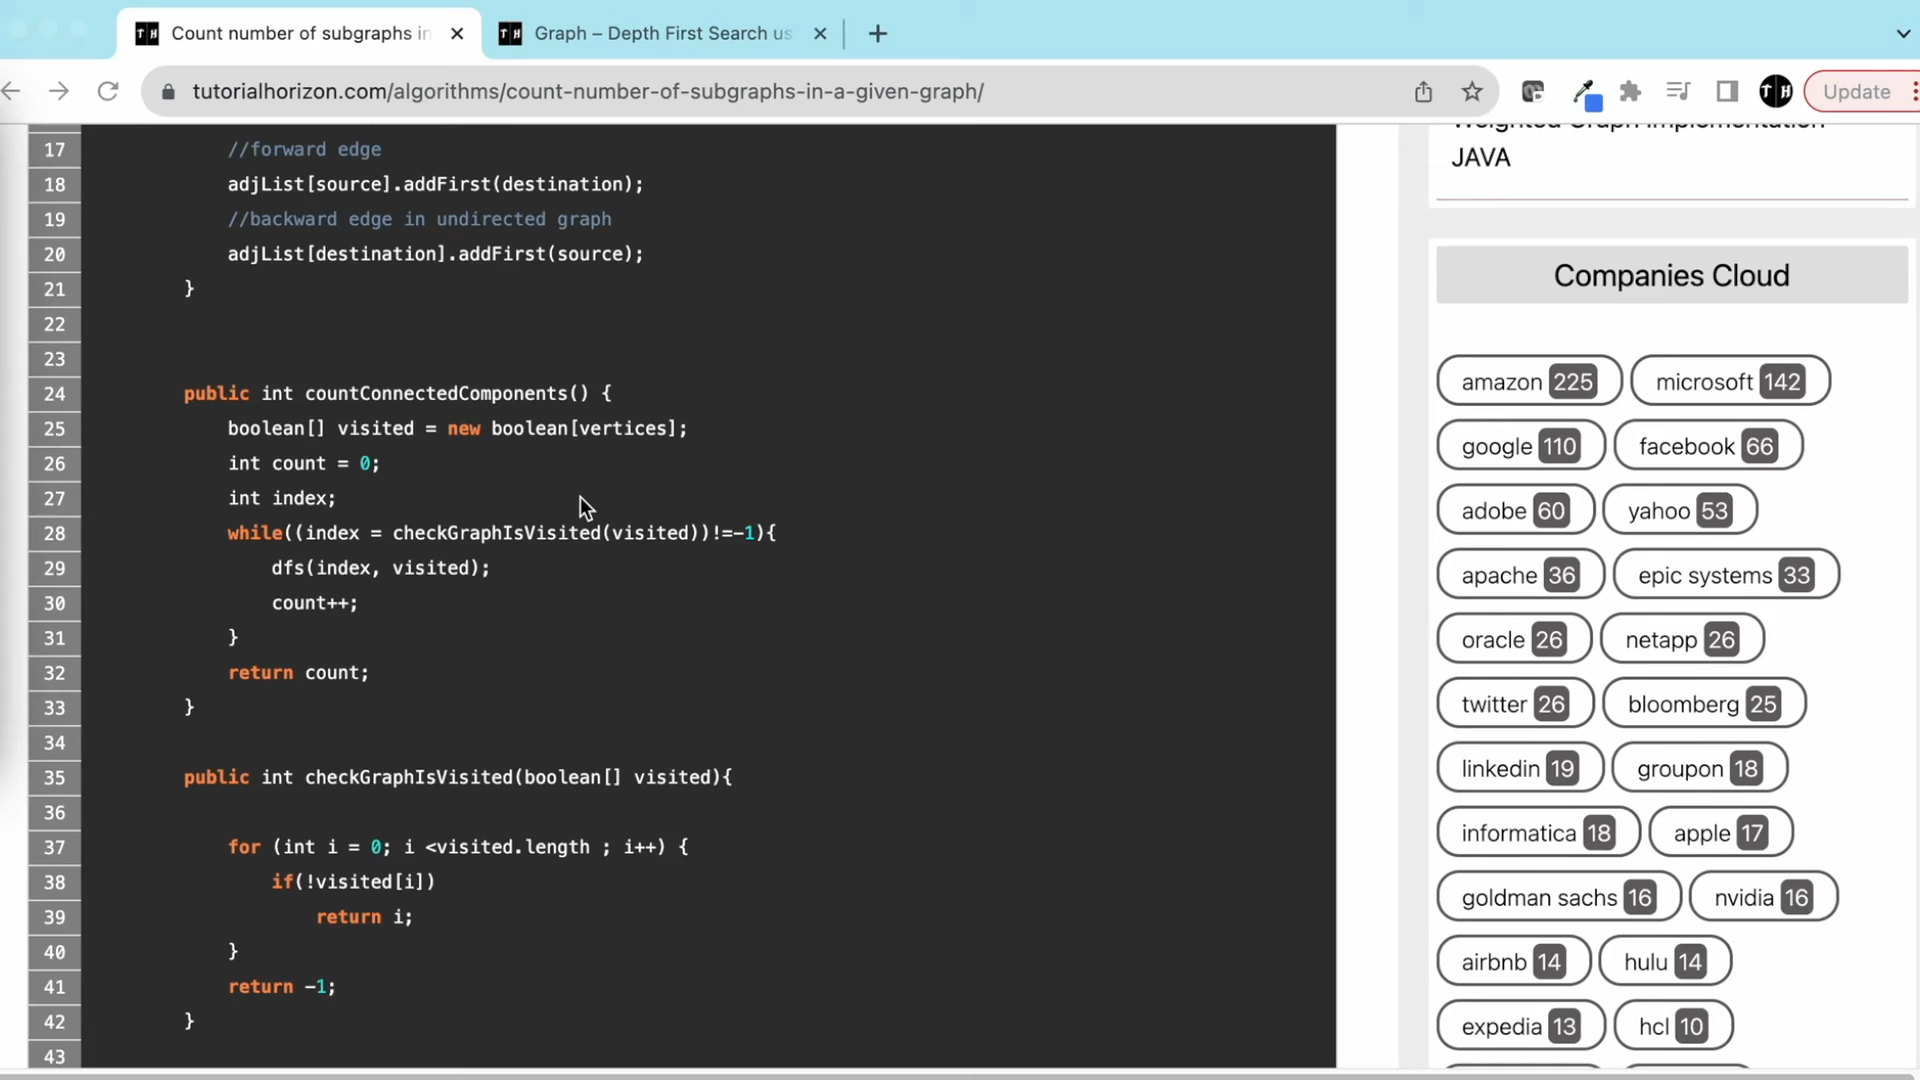 Count number of subgraphs in
Graph – Depth First Search us
tutorialhorizon.com/algorithms/count-number-of-subgraphs-in-a-given-graph/
Update
17 //forward edge
18 adjList[source].addFirst(destination);
19 //backward edge in undirected graph
20 adjList[destination].addFirst(source);
21 }
22
23
24 public int countConnectedComponents() {
25 boolean[] visited = new boolean[vertices];
26 int count = 0;
27 int index;
28 while((index = checkGraphIsVisited(visited))!=-1){
29 dfs(index, visited);
30 count++;
31 }
32 return count;
33 }
34
35 public int checkGraphIsVisited(boolean[] visited){
36
37 for (int i = 0; i <visited.length ; i++) {
38 if(!visited[i])
39 return i;
40 }
41 return -1;
42 }
43
Weighted Graph Implementation
JAVA
Companies Cloud
amazon 225 microsoft 142
google 110 facebook 66
adobe 60 yahoo 53
apache 36 epic systems 33
oracle 26 netapp 26
twitter 26 bloomberg 25
linkedin 19 groupon 18
informatica 18 apple 17
goldman sachs 16 nvidia 16
airbnb 14 hulu 14
expedia 13 hcl 10